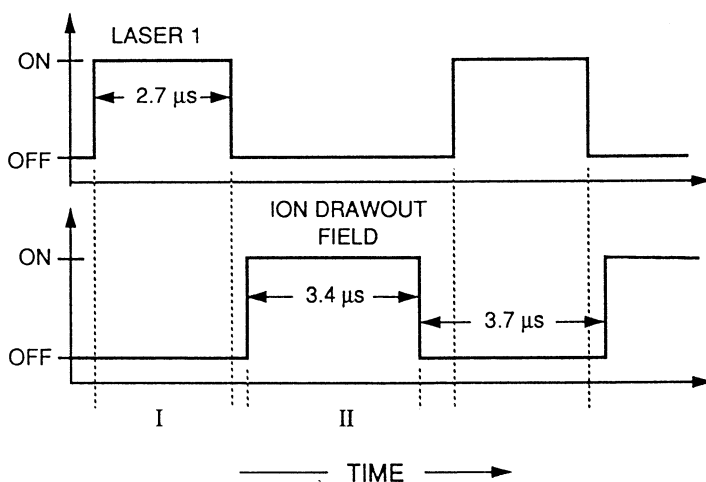 LASER 1
ON
2.7 μs
OFF
ION DRAWOUT
FIELD
ON
3.4 μs
3.7 μs
OFF
I
II
TIME